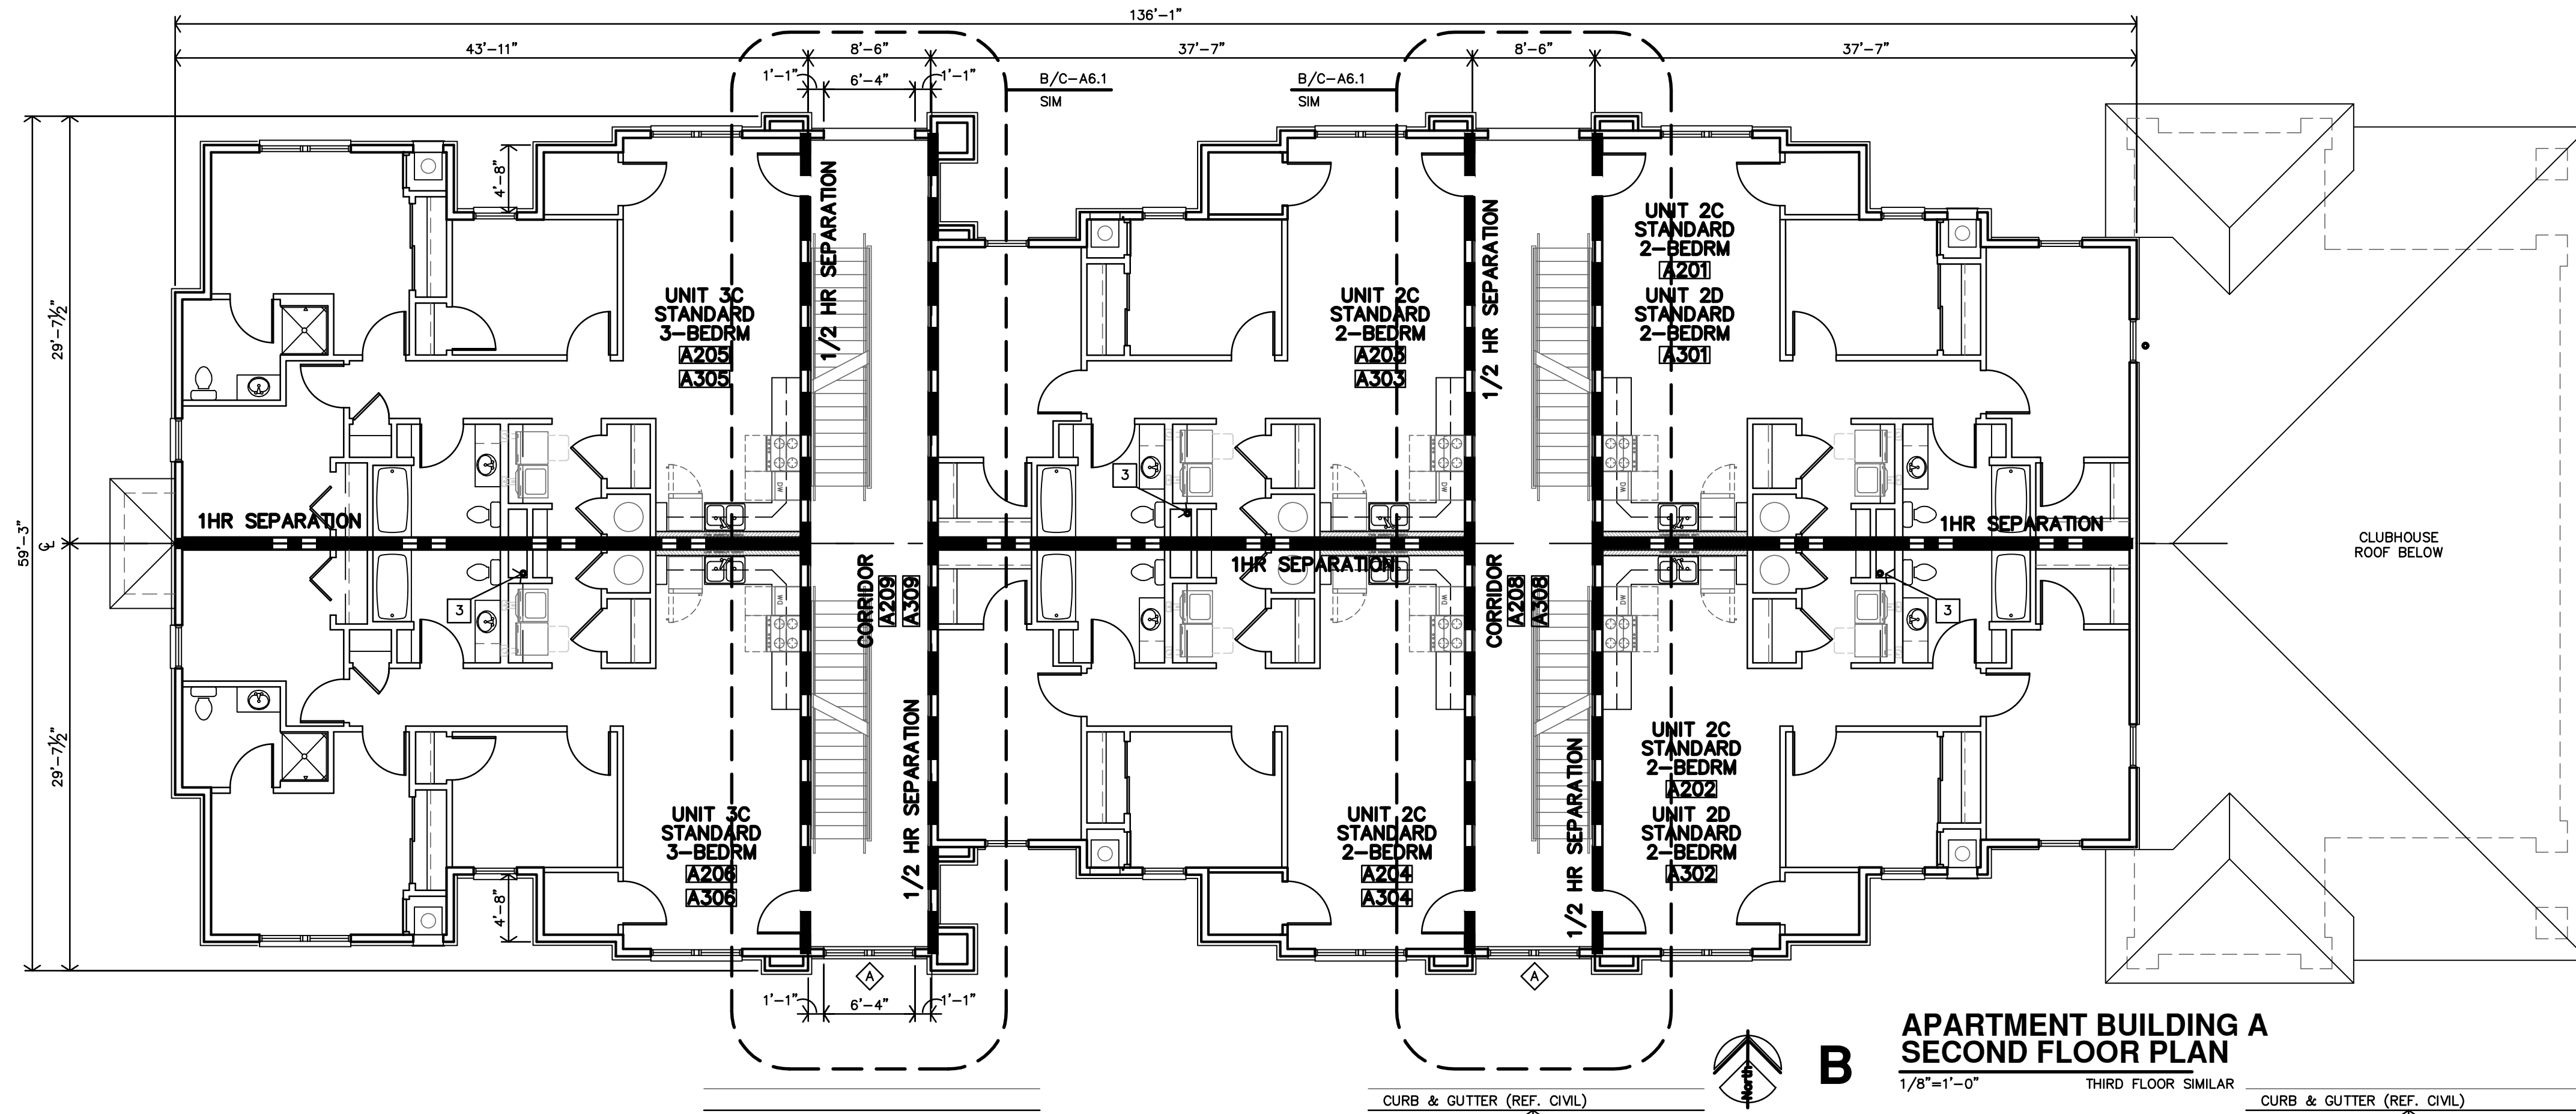 136'-1"
43'-11"
8'-6"
37'-7"
8'-6"
37'-7"
1'-1"
6'-4"
1'-1"
B/C-A6.1
SIM
B/C-A6.1
SIM
4'-8"
1/2 HR SEPARATION
1/2 HR SEPARATION
UNIT 2C
STANDARD
2-BEDRM
A201
UNIT 3C
STANDARD
3-BEDRM
A205
A305
UNIT 2C
STANDARD
2-BEDRM
A203
A303
UNIT 2D
STANDARD
2-BEDRM
A301
29'-7½"
59'-3"
℄
3
DW
DW
DW
1HR SEPARATION
1HR SEPARATION
1HR SEPARATION
CLUBHOUSE
ROOF BELOW
CORRIDOR
A209
A309
CORRIDOR
A208
A308
DW
DW
DW
3
3
29'-7½"
1/2 HR SEPARATION
1/2 HR SEPARATION
UNIT 2C
STANDARD
2-BEDRM
A202
UNIT 3C
STANDARD
3-BEDRM
A206
A306
UNIT 2C
STANDARD
2-BEDRM
A204
A304
UNIT 2D
STANDARD
2-BEDRM
A302
4'-8"
A
A
1'-1"
6'-4"
1'-1"
North
B
APARTMENT BUILDING A
SECOND FLOOR PLAN
1/8"=1'-0" THIRD FLOOR SIMILAR
CURB & GUTTER (REF. CIVIL)
CURB & GUTTER (REF. CIVIL)